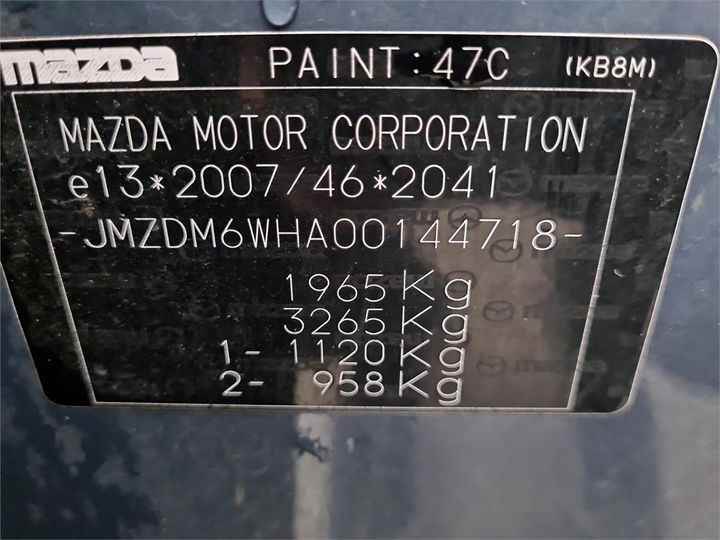 mazda PAINT:47C (KB8M)
MAZDA MOTOR CORPORATION
e13*2007/46*2041
-JMZDM6WHA00144718-
1965Kg
3265Kg
1- 1120Kg
2- 958Kg